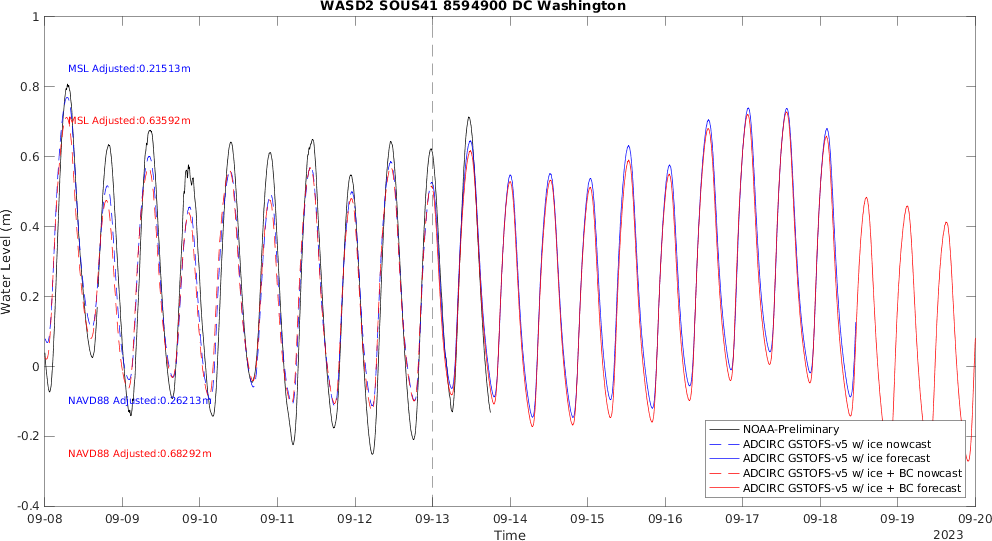 WASD2 SOUS41 8594900 DC Washington
1
0.8
0.6
0.4
0.2
0
-0.2
-0.4
Water Level (m)
MSL Adjusted:0.21513m
MSL Adjusted:0.63592m
NAVD88 Adjusted:0.26213m
NAVD88 Adjusted:0.68292m
NOAA-Preliminary
ADCIRC GSTOFS-v5 w/ ice nowcast
ADCIRC GSTOFS-v5 w/ ice forecast
ADCIRC GSTOFS-v5 w/ ice + BC nowcast
ADCIRC GSTOFS-v5 w/ ice + BC forecast
09-08 09-09 09-10 09-11 09-12 09-13 09-14 09-15 09-16 09-17 09-18 09-19 09-20
Time
2023